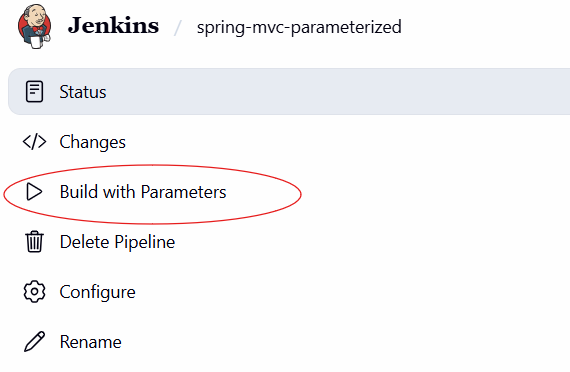 Jenkins / spring-mvc-parameterized
Status
Changes
Build with Parameters
Delete Pipeline
Configure
Rename